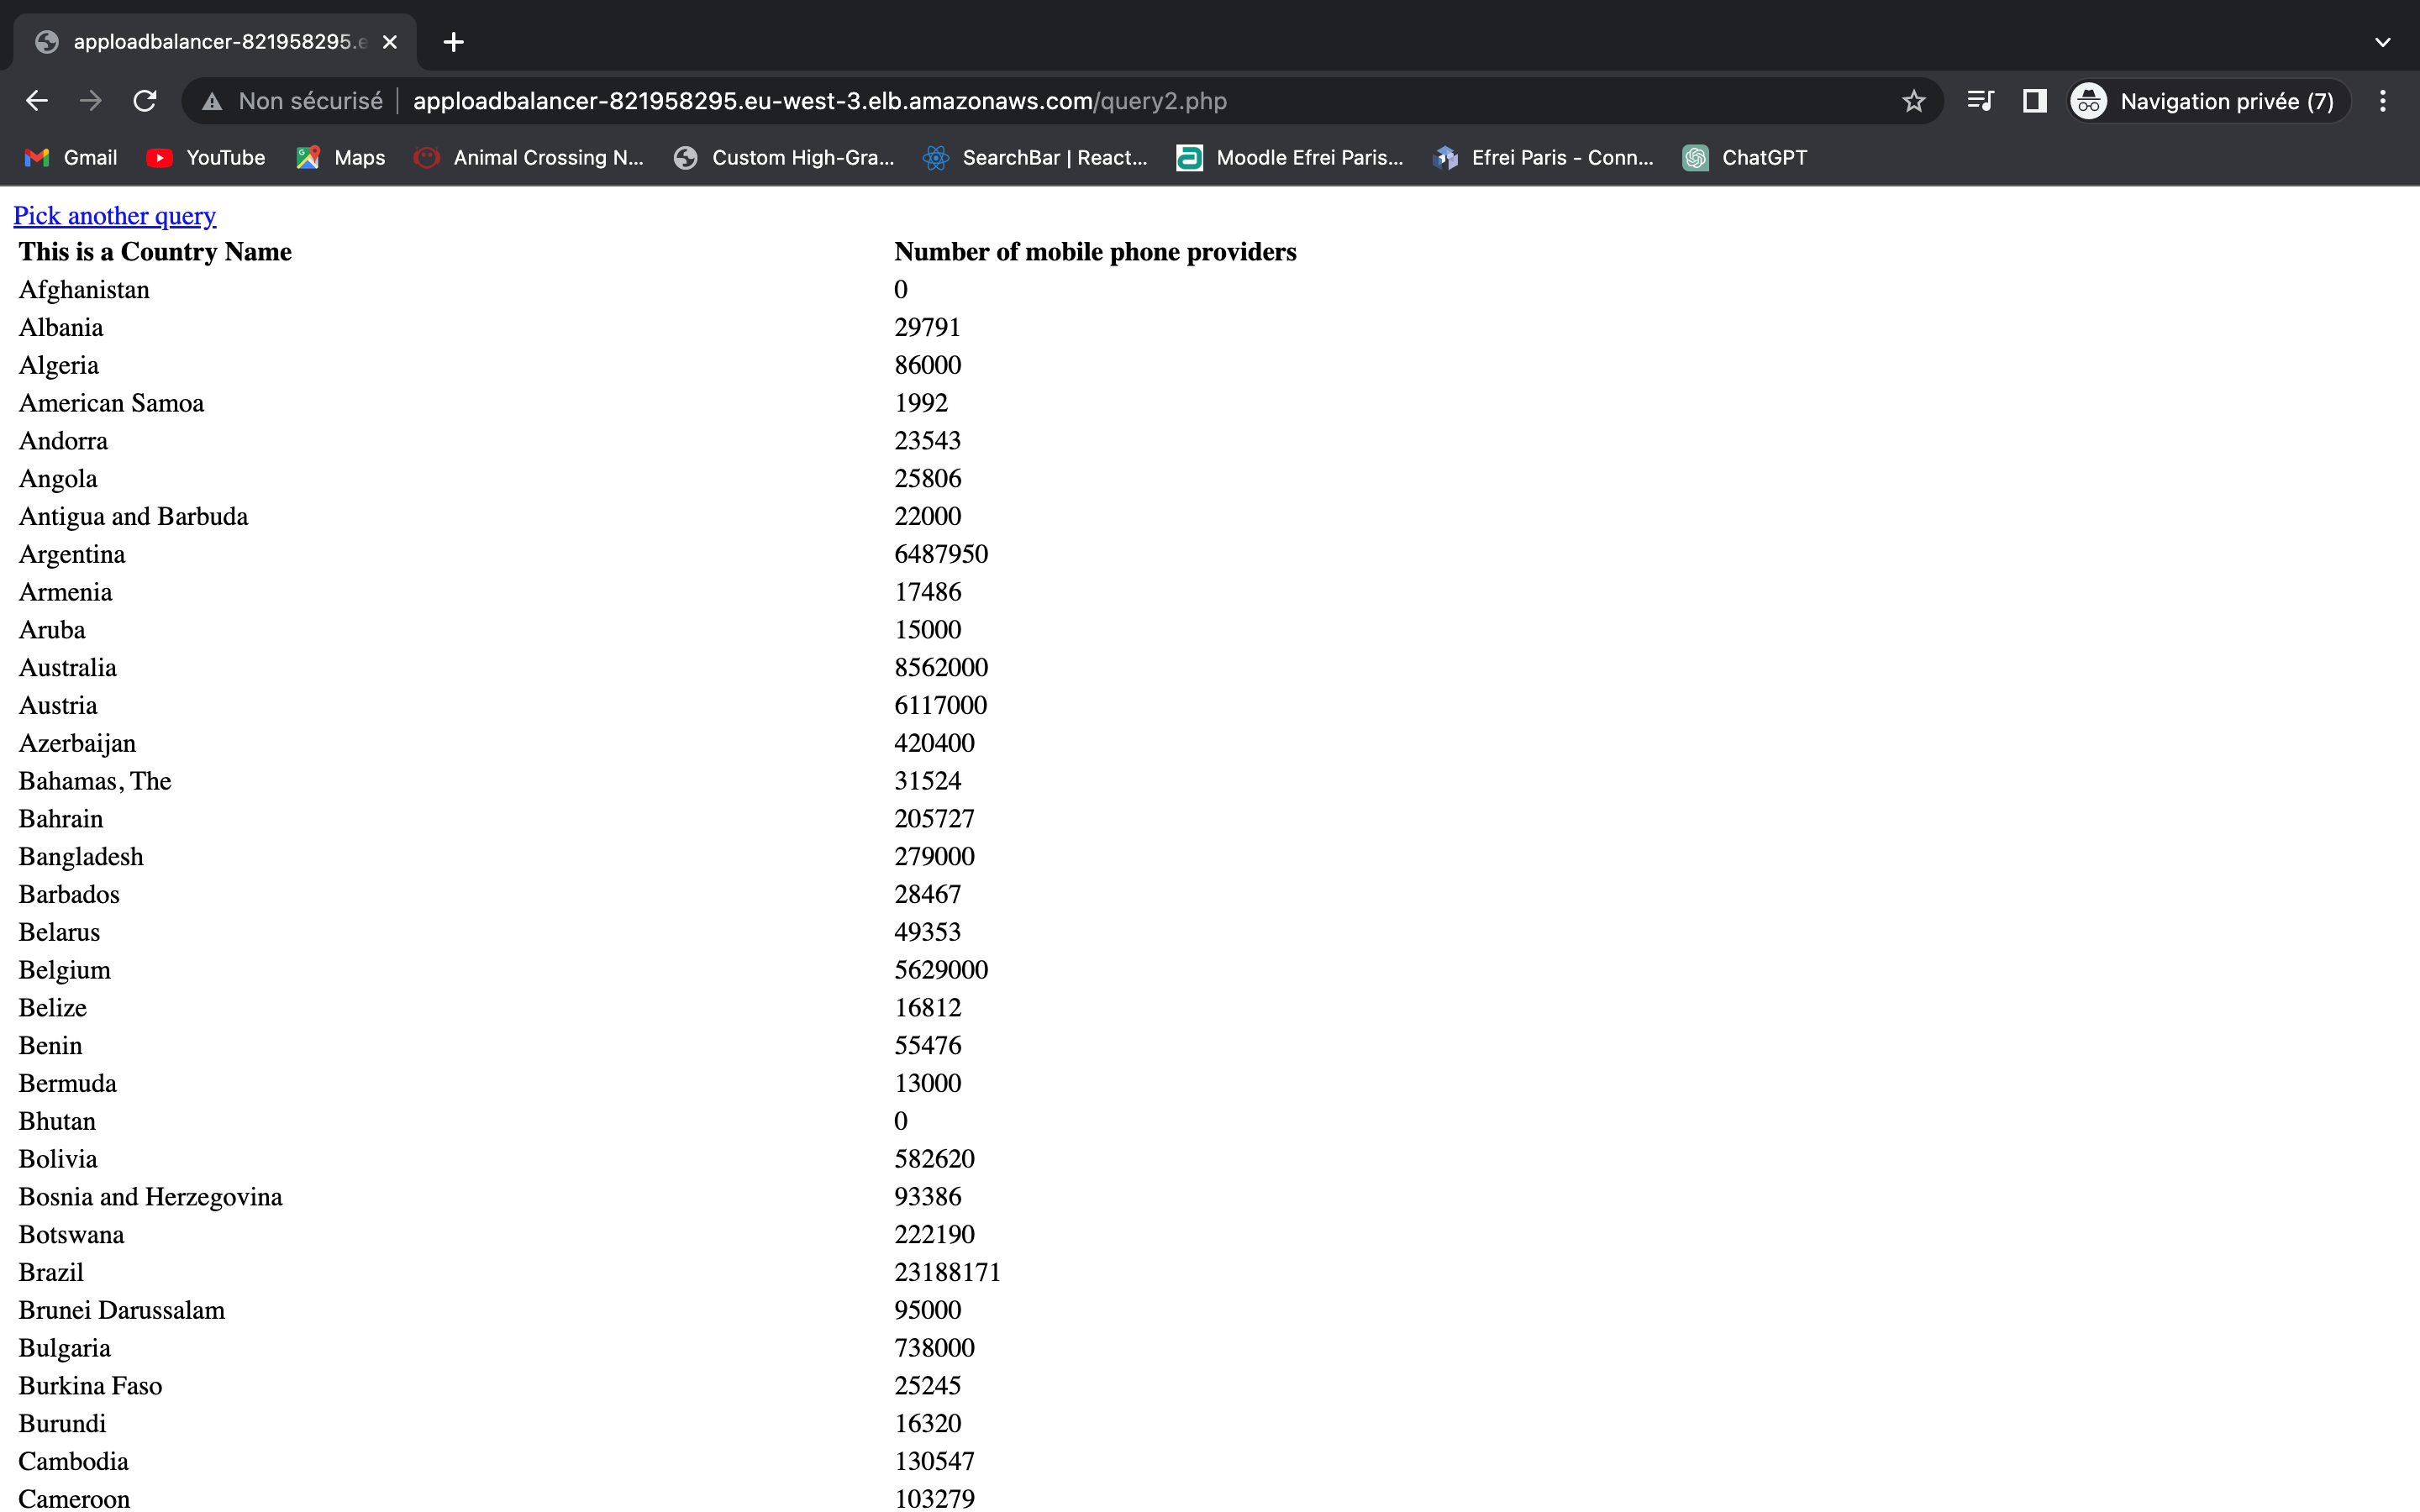 apploadbalancer-821958295.e
Non sécurisé apploadbalancer-821958295.eu-west-3.elb.amazonaws.com/query2.php Navigation privée (7)
Gmail YouTube Maps Animal Crossing N... Custom High-Gra... SearchBar | React... Moodle Efrei Paris... Efrei Paris - Conn... ChatGPT
Pick another query
This is a Country Name Number of mobile phone providers
Afghanistan 0
Albania 29791
Algeria 86000
American Samoa 1992
Andorra 23543
Angola 25806
Antigua and Barbuda 22000
Argentina 6487950
Armenia 17486
Aruba 15000
Australia 8562000
Austria 6117000
Azerbaijan 420400
Bahamas, The 31524
Bahrain 205727
Bangladesh 279000
Barbados 28467
Belarus 49353
Belgium 5629000
Belize 16812
Benin 55476
Bermuda 13000
Bhutan 0
Bolivia 582620
Bosnia and Herzegovina 93386
Botswana 222190
Brazil 23188171
Brunei Darussalam 95000
Bulgaria 738000
Burkina Faso 25245
Burundi 16320
Cambodia 130547
Cameroon 103279